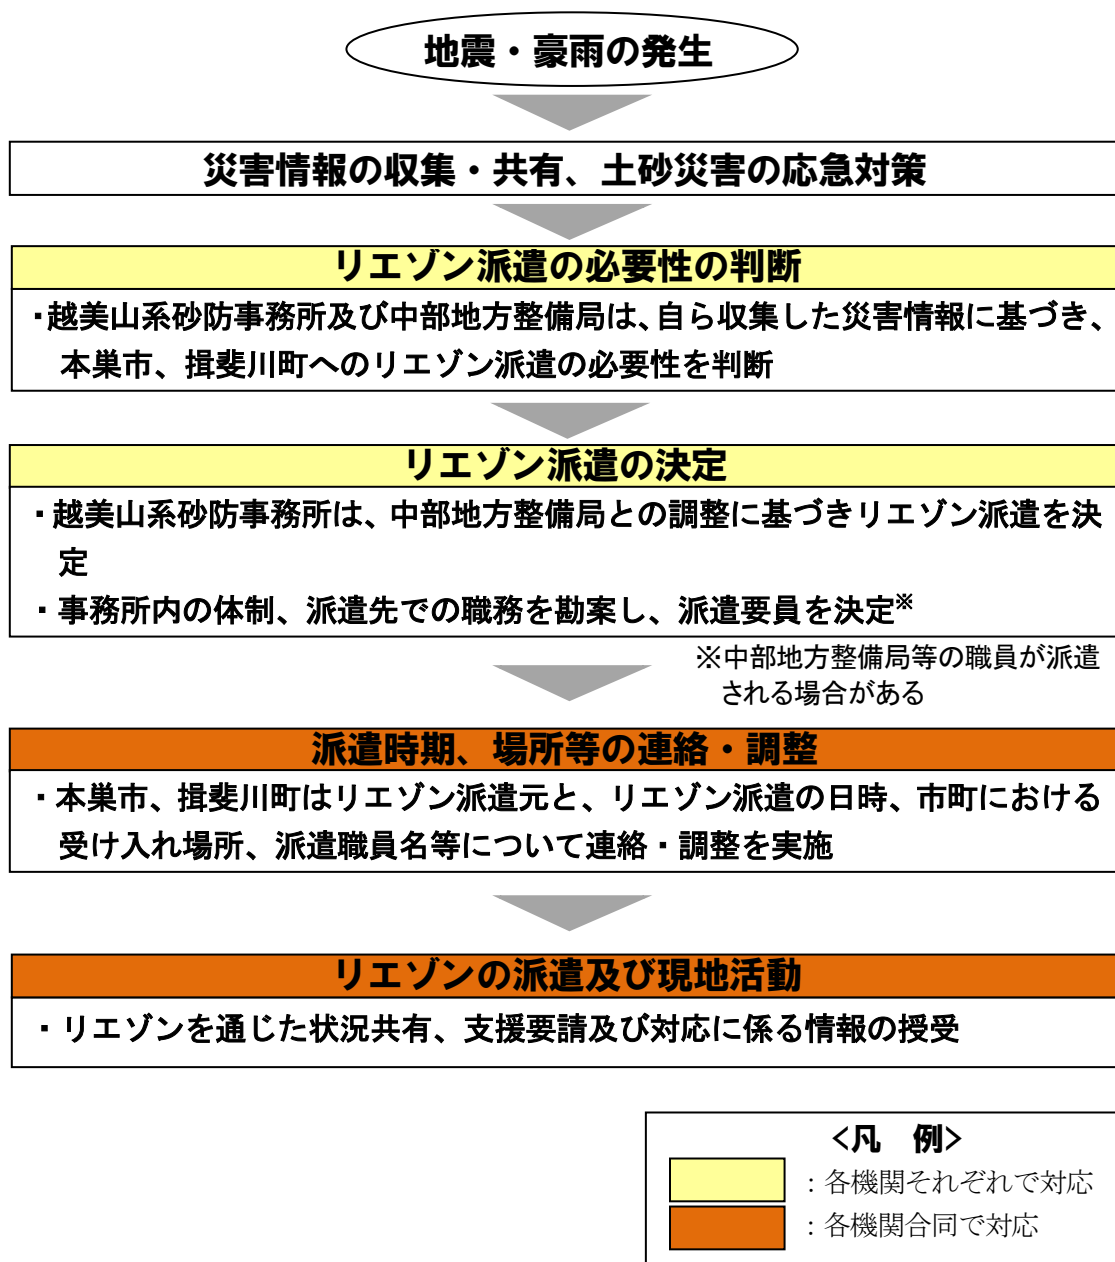 地震・豪雨の発生
災害情報の収集・共有、土砂災害の応急対策
リエゾン派遣の必要性の判断
・越美山系砂防事務所及び中部地方整備局は、自ら収集した災害情報に基づき、
本巣市、揖斐川町へのリエゾン派遣の必要性を判断
リエゾン派遣の決定
・越美山系砂防事務所は、中部地方整備局との調整に基づきリエゾン派遣を決
定
・事務所内の体制、派遣先での職務を勘案し、派遣要員を決定※
※中部地方整備局等の職員が派遣
される場合がある
派遣時期、場所等の連絡・調整
・本巣市、揖斐川町はリエゾン派遣元と、リエゾン派遣の日時、市町における
受け入れ場所、派遣職員名等について連絡・調整を実施
リエゾンの派遣及び現地活動
・リエゾンを通じた状況共有、支援要請及び対応に係る情報の授受
<凡　例>
：各機関それぞれで対応
：各機関合同で対応